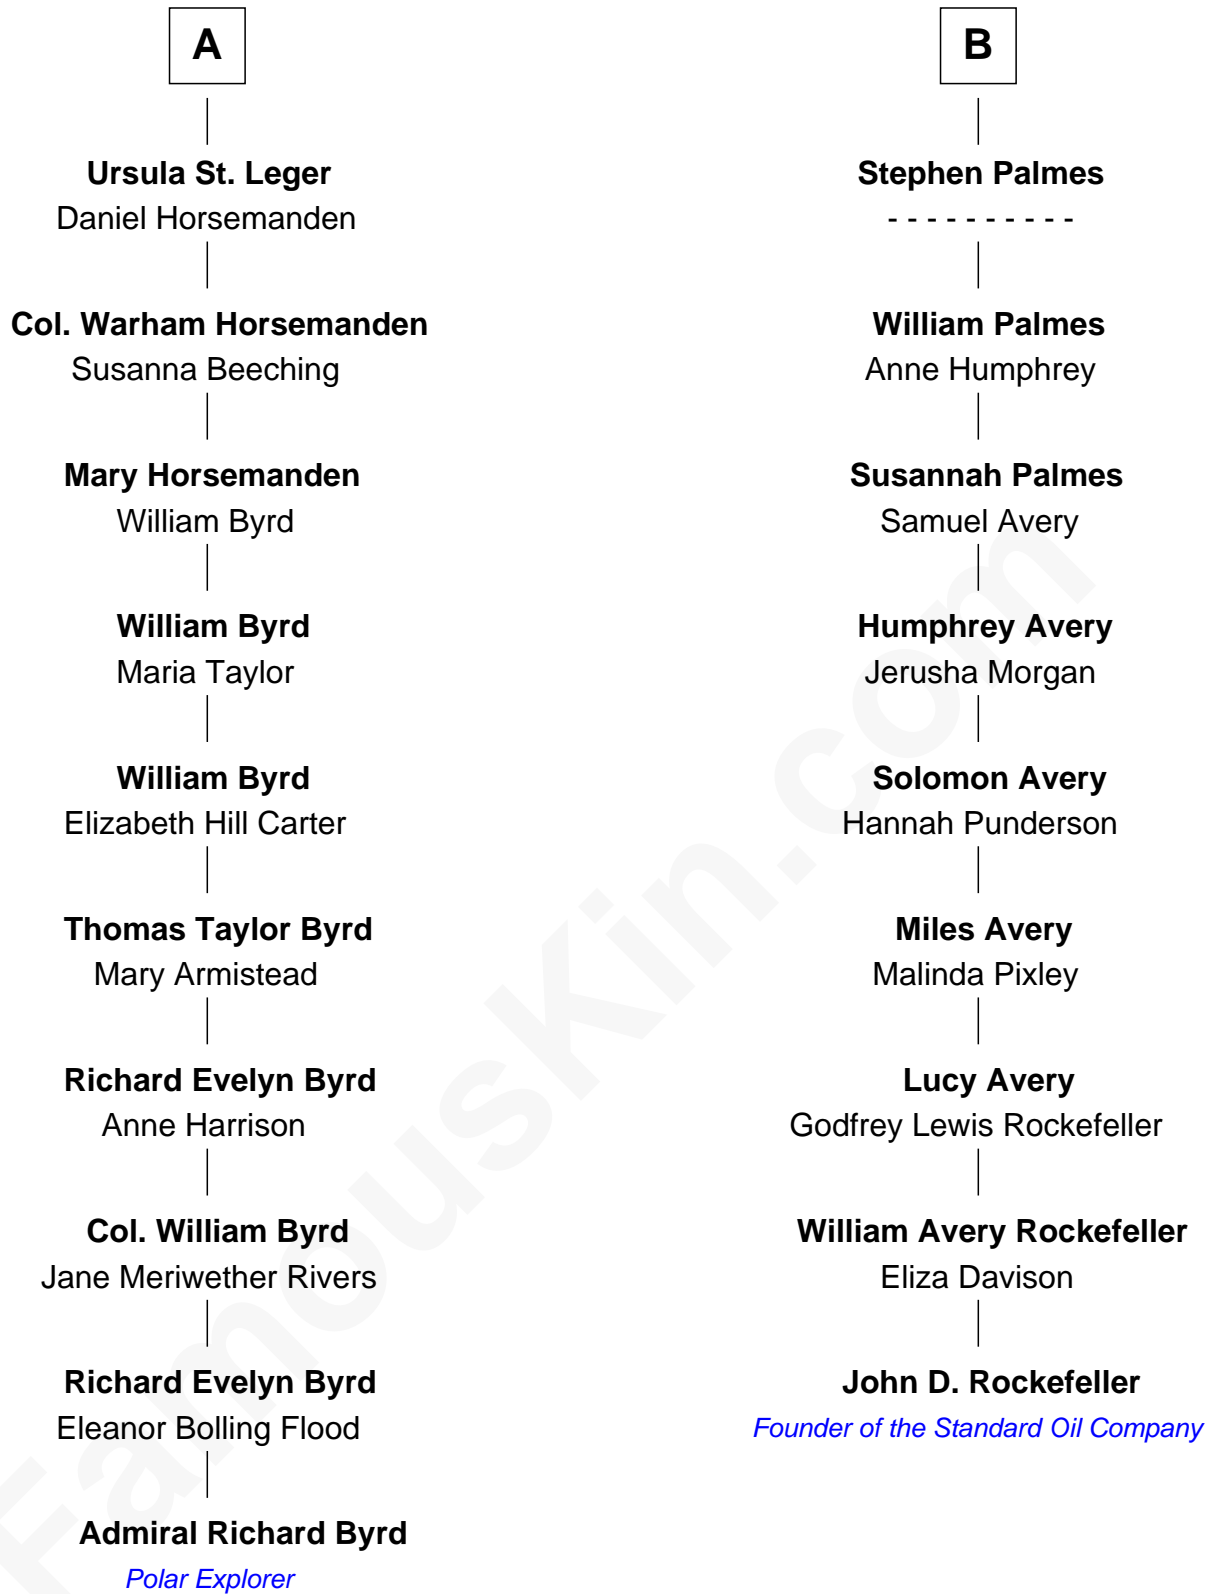 A
Ursula St. Leger
Daniel Horsemanden
Col. Warham Horsemanden
Susanna Beeching
Mary Horsemanden
William Byrd
William Byrd
Maria Taylor
William Byrd
Elizabeth Hill Carter
Thomas Taylor Byrd
Mary Armistead
Richard Evelyn Byrd
Anne Harrison
Col. William Byrd
Jane Meriwether Rivers
Richard Evelyn Byrd
Eleanor Bolling Flood
Admiral Richard Byrd
Polar Explorer
B
Stephen Palmes
- - - - - - - - - -
William Palmes
Anne Humphrey
Susannah Palmes
Samuel Avery
Humphrey Avery
Jerusha Morgan
Solomon Avery
Hannah Punderson
Miles Avery
Malinda Pixley
Lucy Avery
Godfrey Lewis Rockefeller
William Avery Rockefeller
Eliza Davison
John D. Rockefeller
Founder of the Standard Oil Company
FamousKin.com